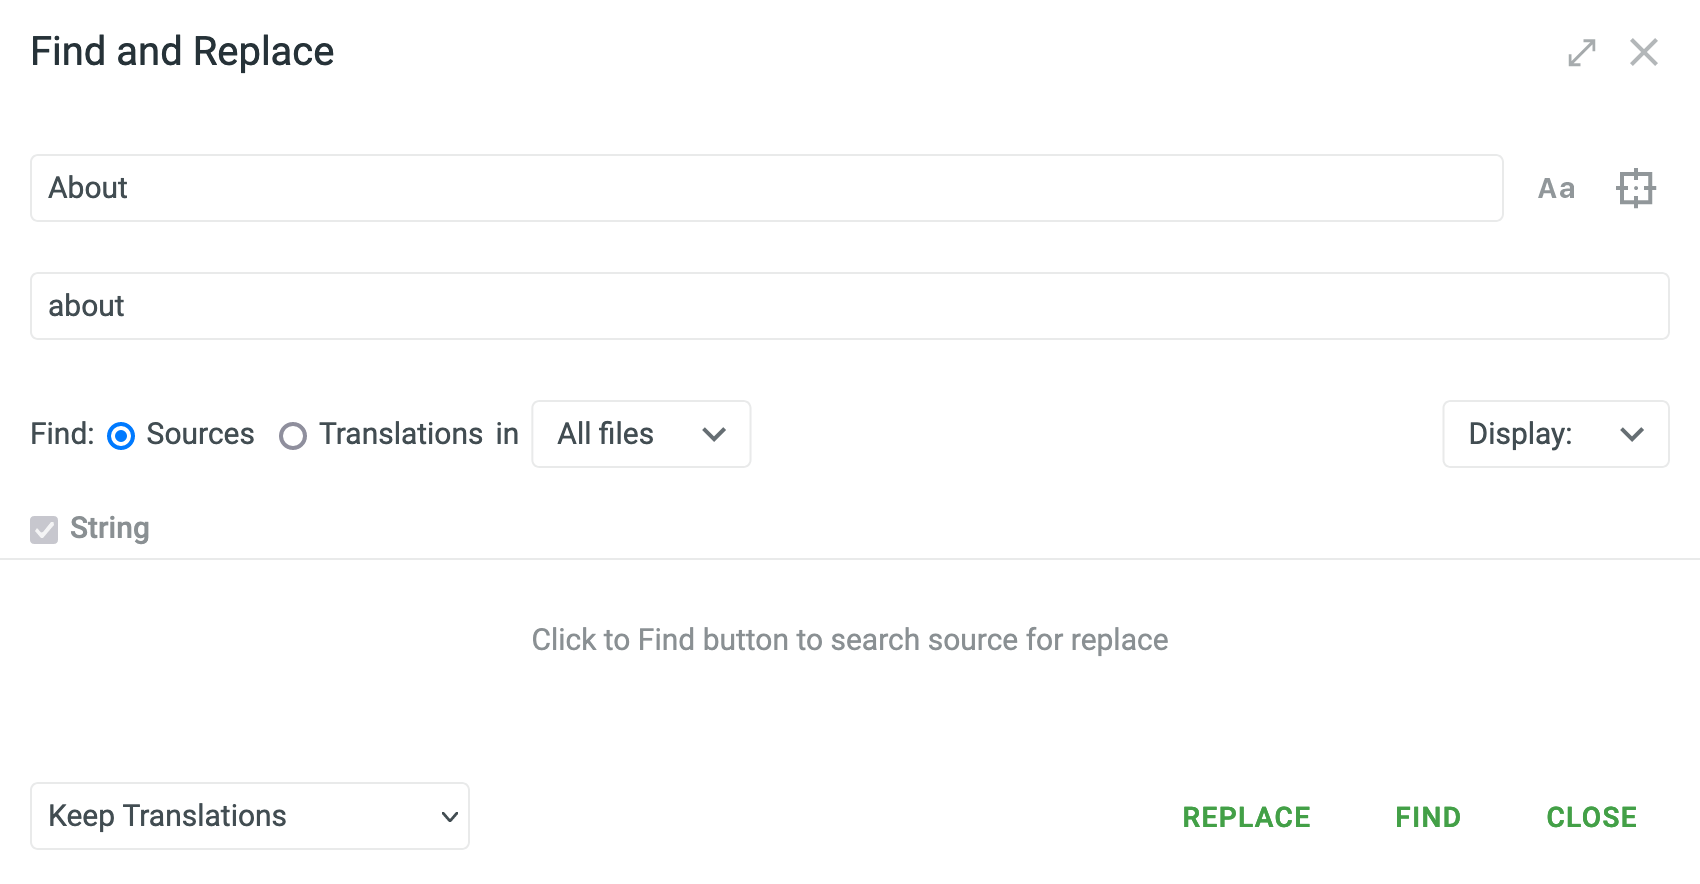 Find and Replace
About
Aa
about
Find: Sources Translations in All files Display:
String
Click to Find button to search source for replace
Keep Translations REPLACE FIND CLOSE